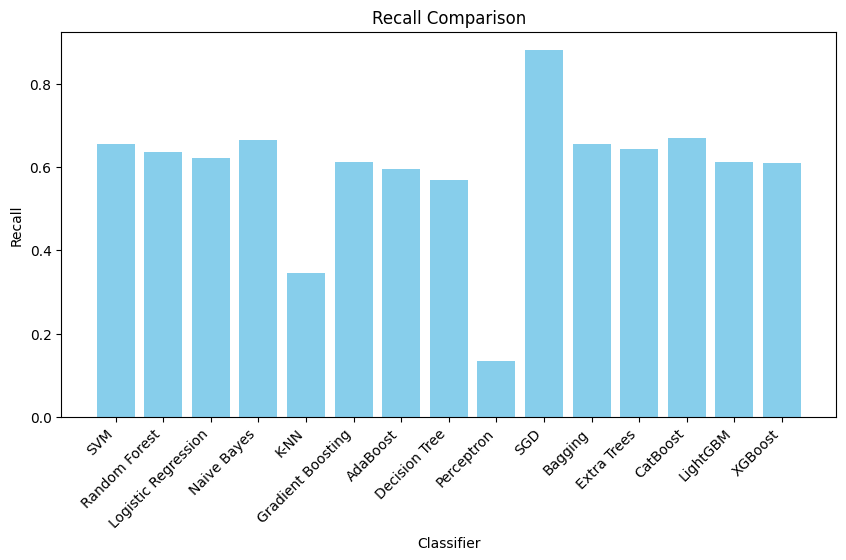 Recall Comparison
Recall
0.8
0.6
0.4
0.2
0.0
SVM
Random Forest
Logistic Regression
Naive Bayes
K-NN
Gradient Boosting
AdaBoost
Decision Tree
Perceptron
SGD
Bagging
Extra Trees
CatBoost
LightGBM
XGBoost
Classifier